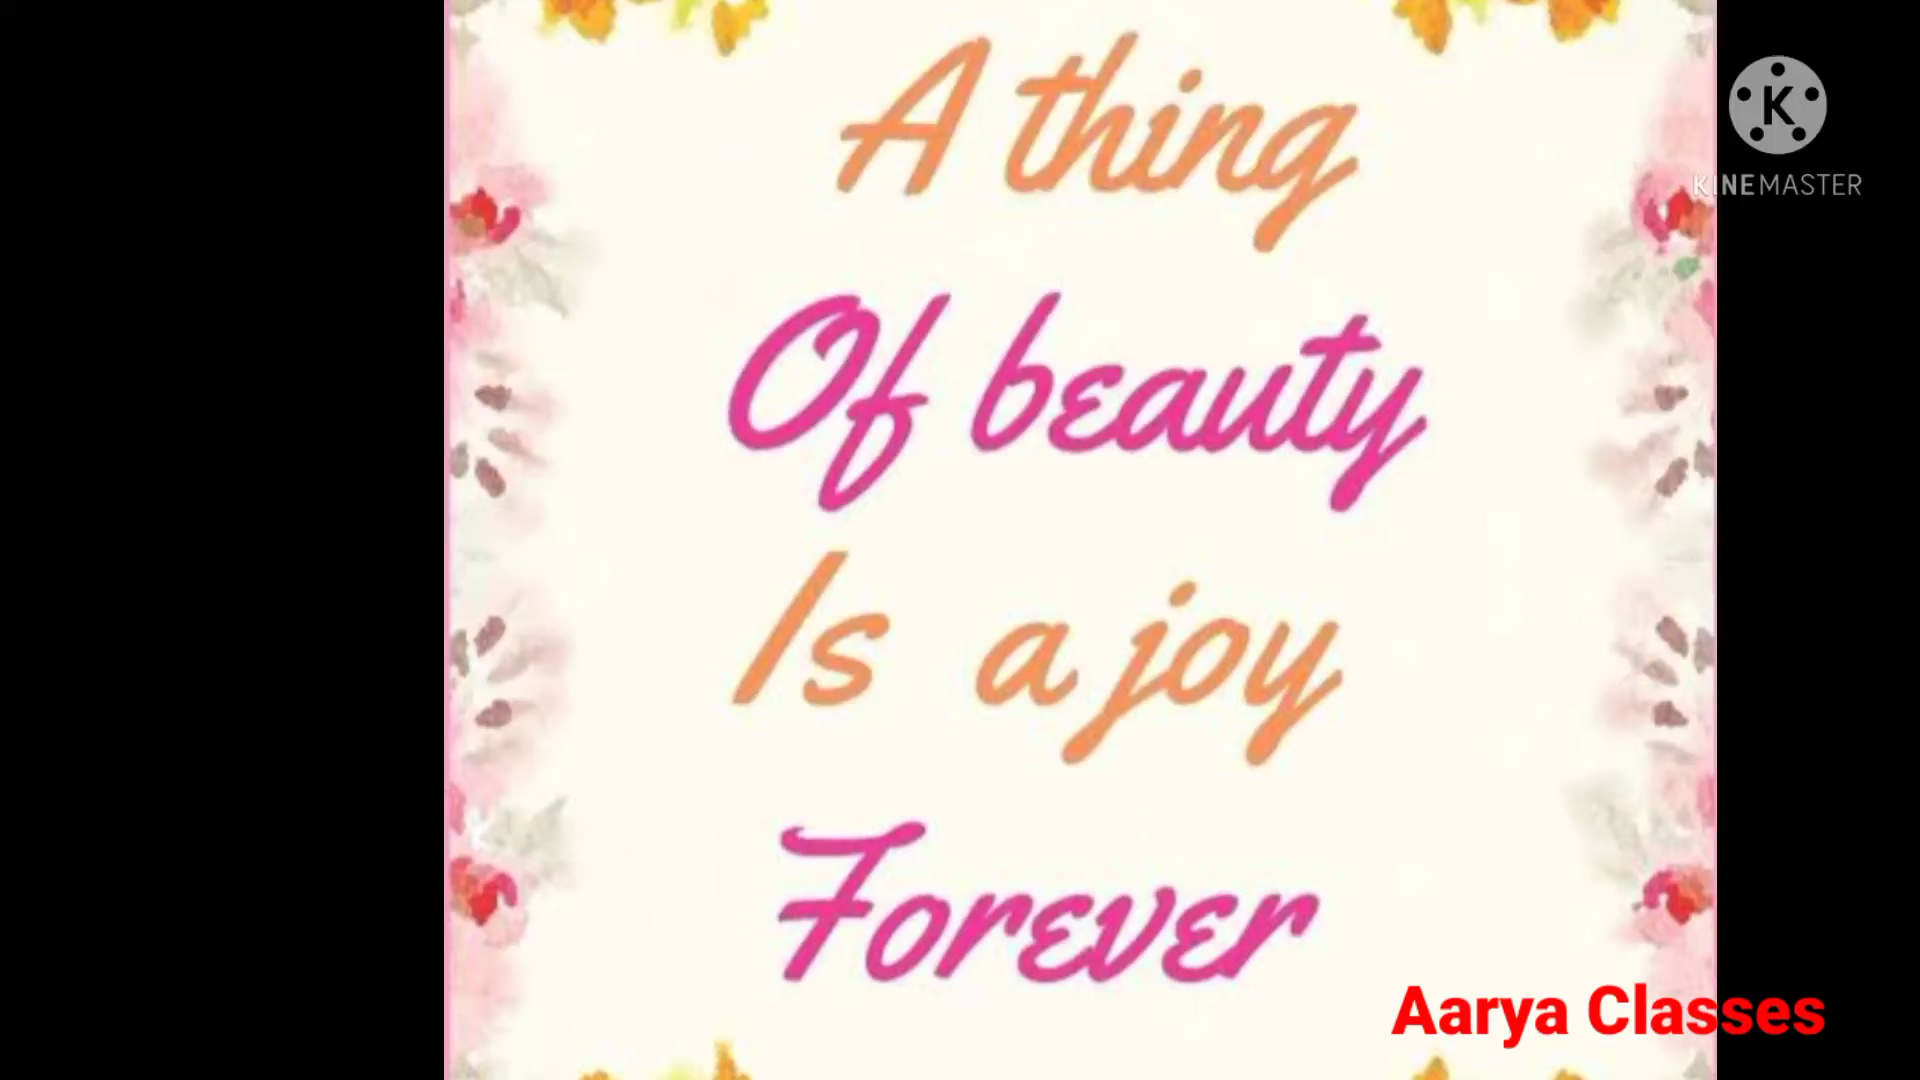 A thing
Of beauty
Is a joy
Forever
K
KINEMASTER
Aarya Classes